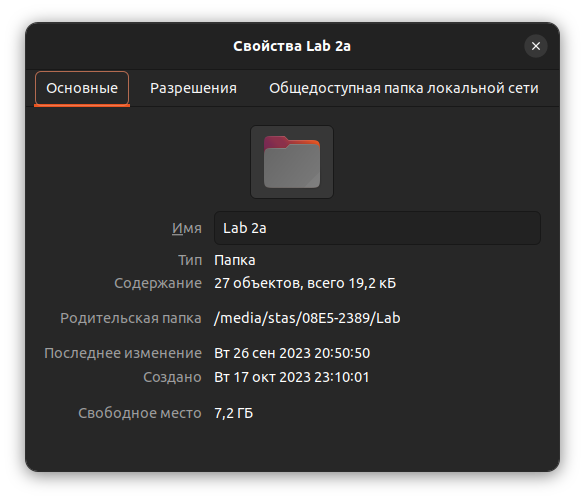 Свойства Lab 2a
Основные Разрешения Общедоступная папка локальной сети
Имя Lab 2a
Тип Папка
Содержание 27 объектов, всего 19,2 кБ
Родительская папка /media/stas/08E5-2389/Lab
Последнее изменение Вт 26 сен 2023 20:50:50
Создано Вт 17 окт 2023 23:10:01
Свободное место 7,2 ГБ